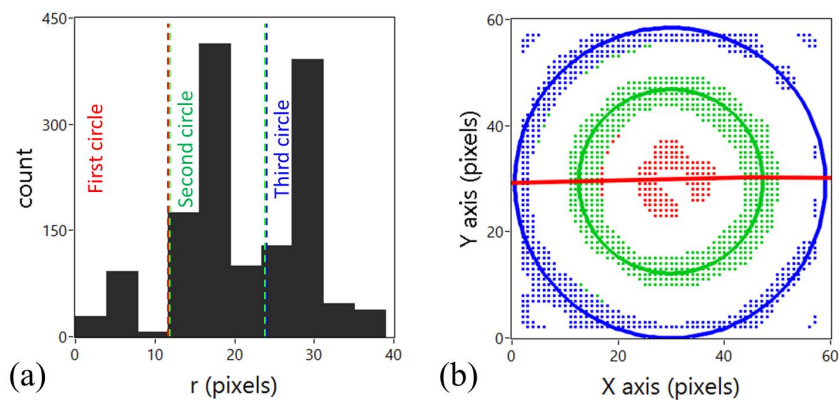 450
300
150
0
count
First circle
Second circle
Third circle
0
10
20
30
40
r (pixels)
(a)
60
40
20
0
Y axis (pixels)
0
20
40
60
X axis (pixels)
(b)